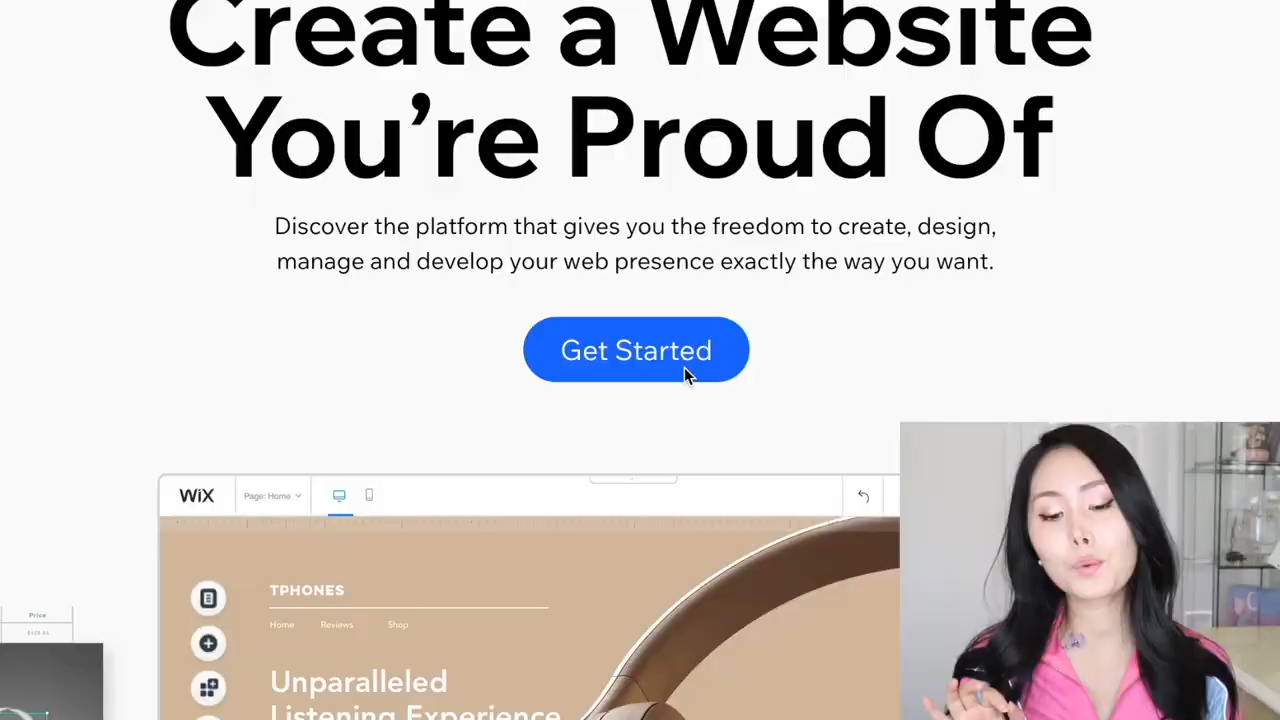 Create a Website
You’re Proud Of
Discover the platform that gives you the freedom to create, design,
manage and develop your web presence exactly the way you want.
Get Started
WiX
Page: Home
TPHONES
Home Reviews Shop
Price
Unparalleled
Listening Experience